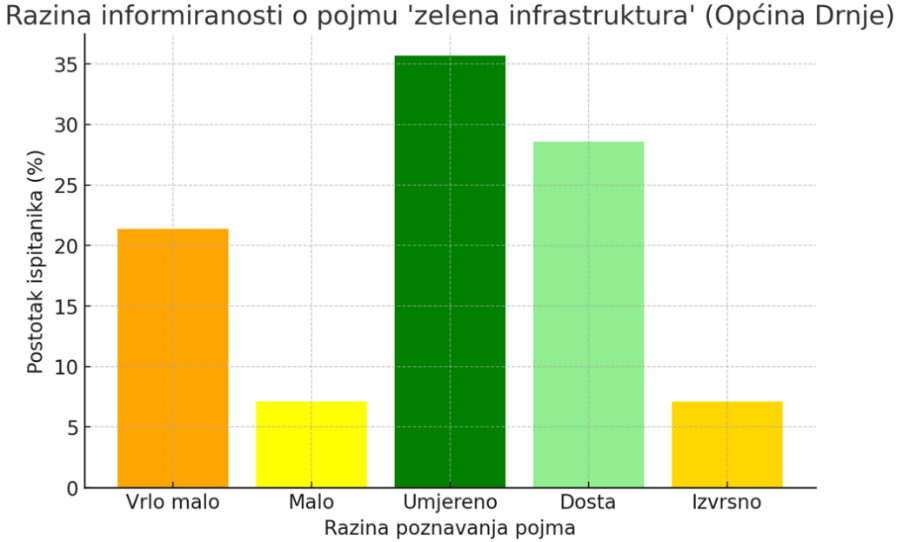 Razina informiranosti o pojmu 'zelena infrastruktura' (Općina Drnje)
Postotak ispitanika (%)
35
30
25
20
15
10
5
0
Vrlo malo Malo Umjereno Dosta Izvrsno
Razina poznavanja pojma